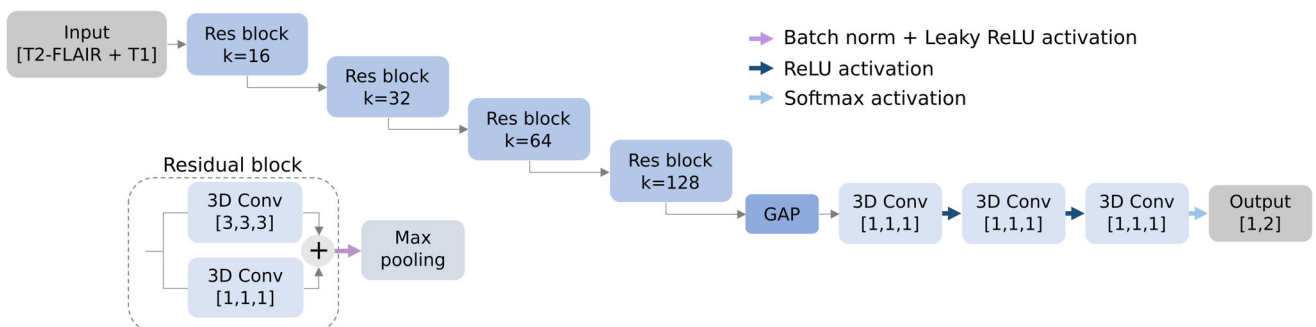 Input
[T2-FLAIR + T1]
Res block
k=16
Res block
k=32
Res block
k=64
Res block
k=128
GAP
3D Conv
[1,1,1]
3D Conv
[1,1,1]
3D Conv
[1,1,1]
Output
[1,2]
Batch norm + Leaky ReLU activation
ReLU activation
Softmax activation
Residual block
3D Conv
[3,3,3]
3D Conv
[1,1,1]
+
Max
pooling